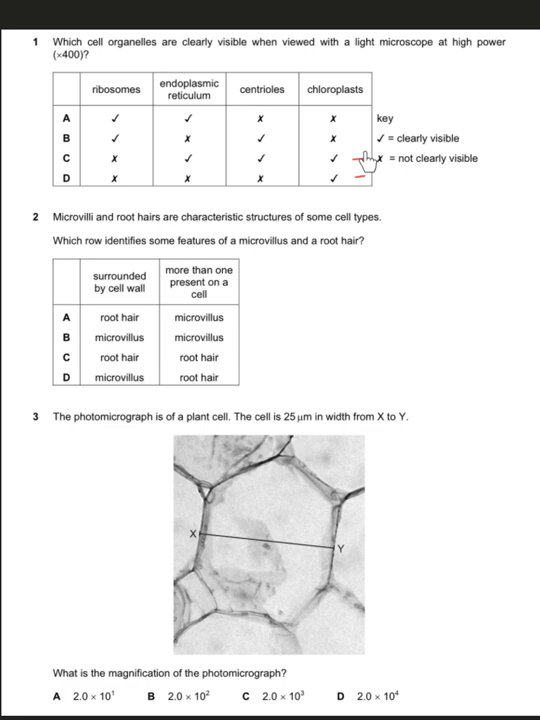 1 Which cell organelles are clearly visible when viewed with a light microscope at high power
(×400)?
ribosomes endoplasmic reticulum centrioles chloroplasts
A ✓ ✓ ✗ ✗ key
B ✓ ✗ ✓ ✗ ✓ = clearly visible
C ✗ ✓ ✓ ✓ ✗ = not clearly visible
D ✗ ✗ ✗ ✓
2 Microvilli and root hairs are characteristic structures of some cell types.
Which row identifies some features of a microvillus and a root hair?
surrounded by cell wall more than one present on a cell
A root hair microvillus
B microvillus microvillus
C root hair root hair
D microvillus root hair
3 The photomicrograph is of a plant cell. The cell is 25 µm in width from X to Y.
X
Y
What is the magnification of the photomicrograph?
A 2.0 × 10¹ B 2.0 × 10² C 2.0 × 10³ D 2.0 × 10⁴